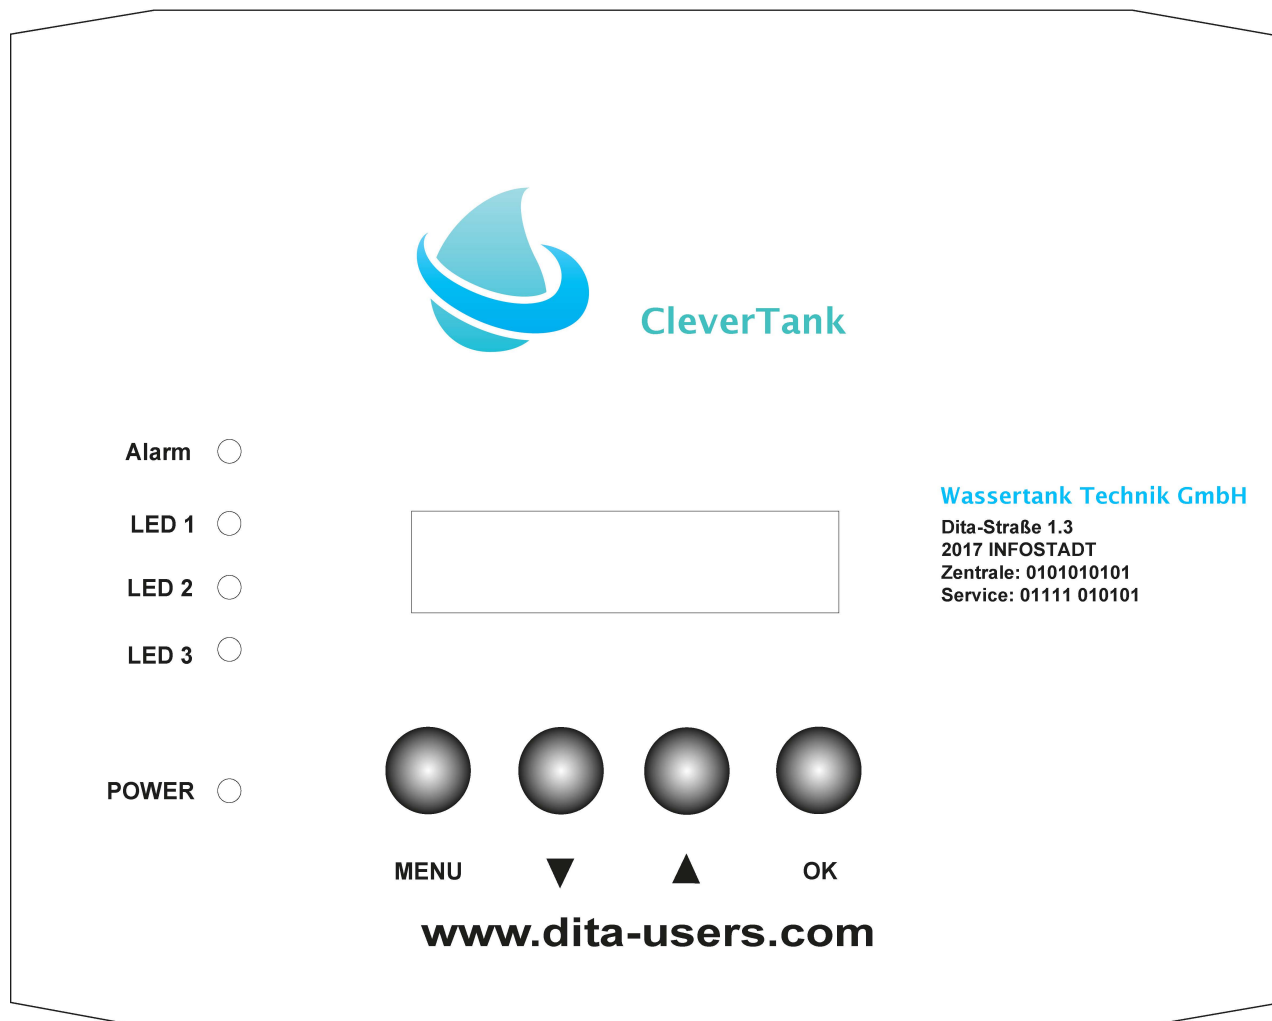 CleverTank
Alarm
LED 1
LED 2
LED 3
POWER
Wassertank Technik GmbH
Dita-Straße 1.3
2017 INFOSTADT
Zentrale: 0101010101
Service: 01111 010101
MENU ▼ ▲ OK
www.dita-users.com